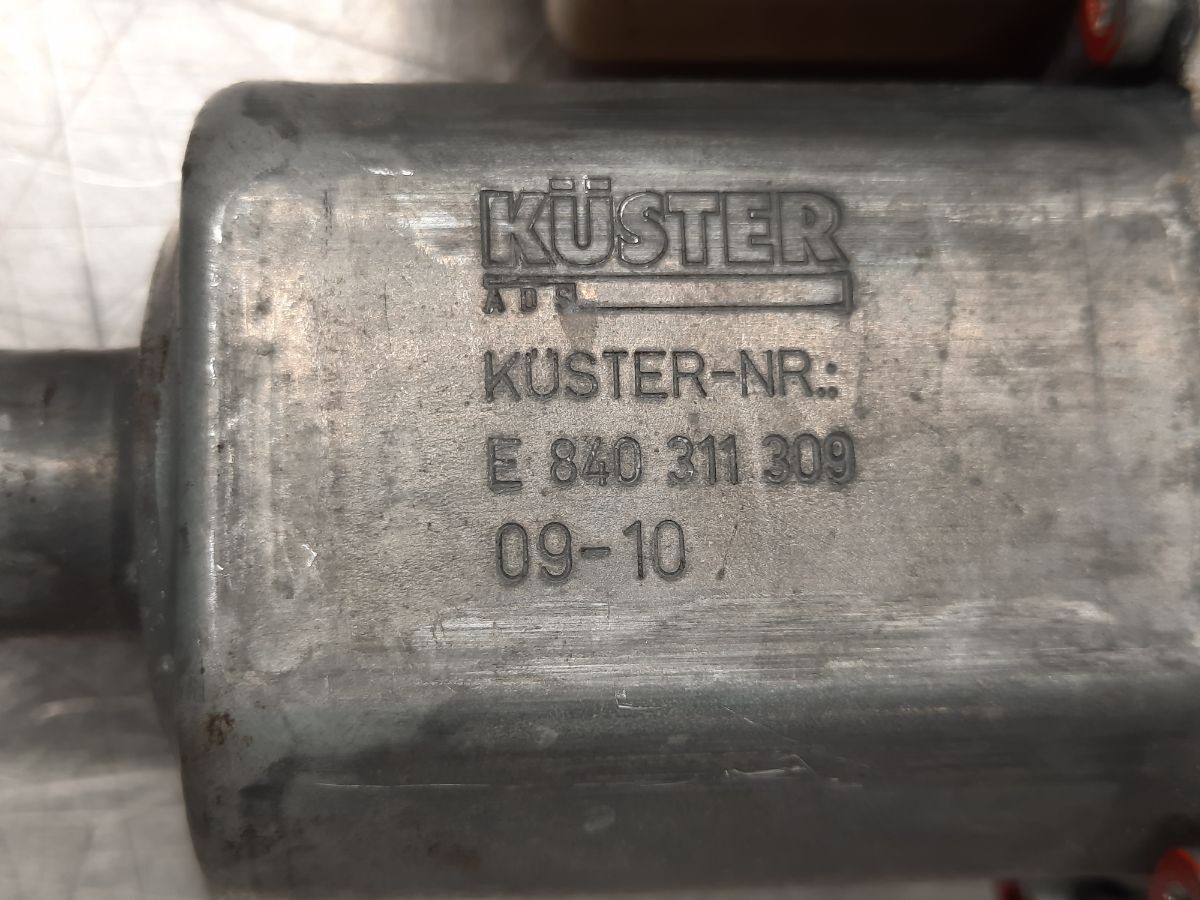 KÜSTER
ADS
KÜSTER-NR.:
E 840 311 309
09-10